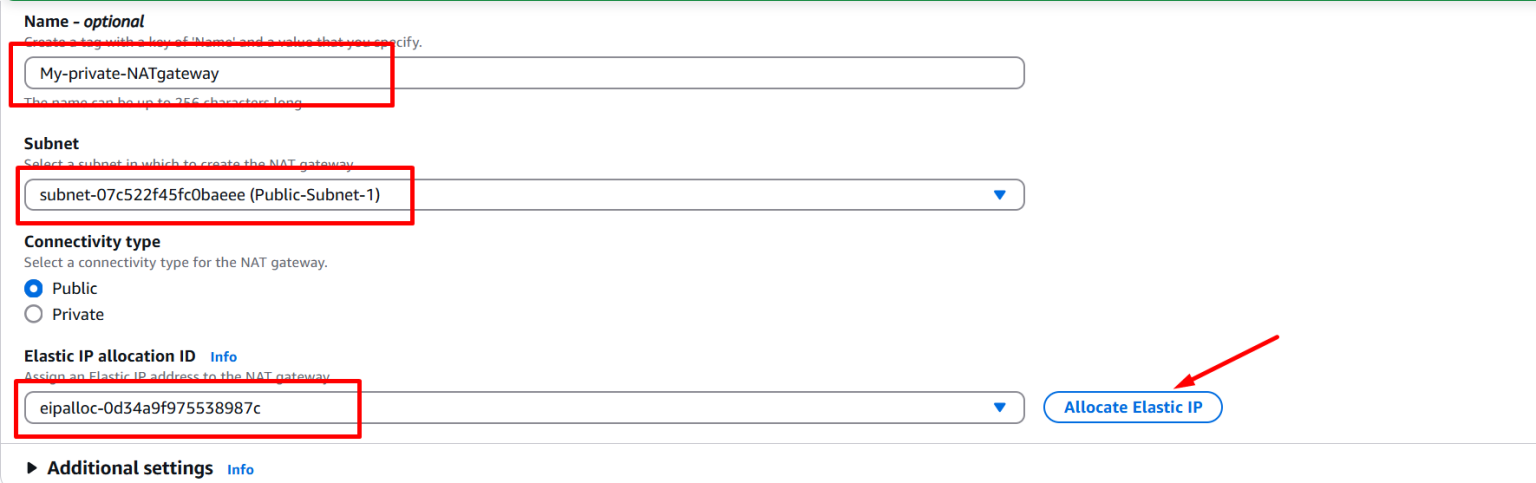 Name - optional
Create a tag with a key of 'Name' and a value that you specify.
My-private-NATgateway
The name can be up to 256 characters long.
Subnet
Select a subnet in which to create the NAT gateway.
subnet-07c522f45fc0baeee (Public-Subnet-1)
Connectivity type
Select a connectivity type for the NAT gateway.
Public
Private
Elastic IP allocation ID Info
Assign an Elastic IP address to the NAT gateway.
eipalloc-0d34a9f975538987c
Allocate Elastic IP
Additional settings Info